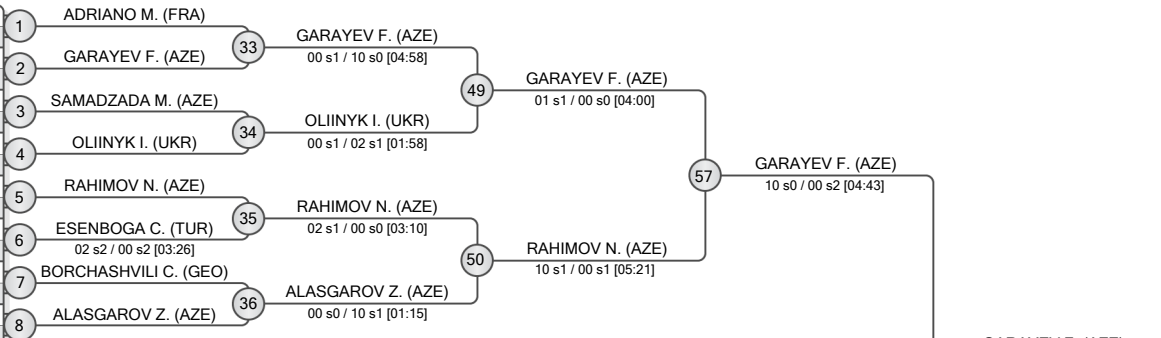 1 ADRIANO M. (FRA)
2 GARAYEV F. (AZE)
33 GARAYEV F. (AZE)
00 s1 / 10 s0 [04:58]
3 SAMADZADA M. (AZE)
4 OLIINYK I. (UKR)
34 OLIINYK I. (UKR)
00 s1 / 02 s1 [01:58]
49 GARAYEV F. (AZE)
01 s1 / 00 s0 [04:00]
5 RAHIMOV N. (AZE)
6 ESENBOGA C. (TUR)
02 s2 / 00 s2 [03:26]
35 RAHIMOV N. (AZE)
02 s1 / 00 s0 [03:10]
7 BORCHASHVILI C. (GEO)
8 ALASGAROV Z. (AZE)
36 ALASGAROV Z. (AZE)
00 s0 / 10 s1 [01:15]
50 RAHIMOV N. (AZE)
10 s1 / 00 s1 [05:21]
57 GARAYEV F. (AZE)
10 s0 / 00 s2 [04:43]